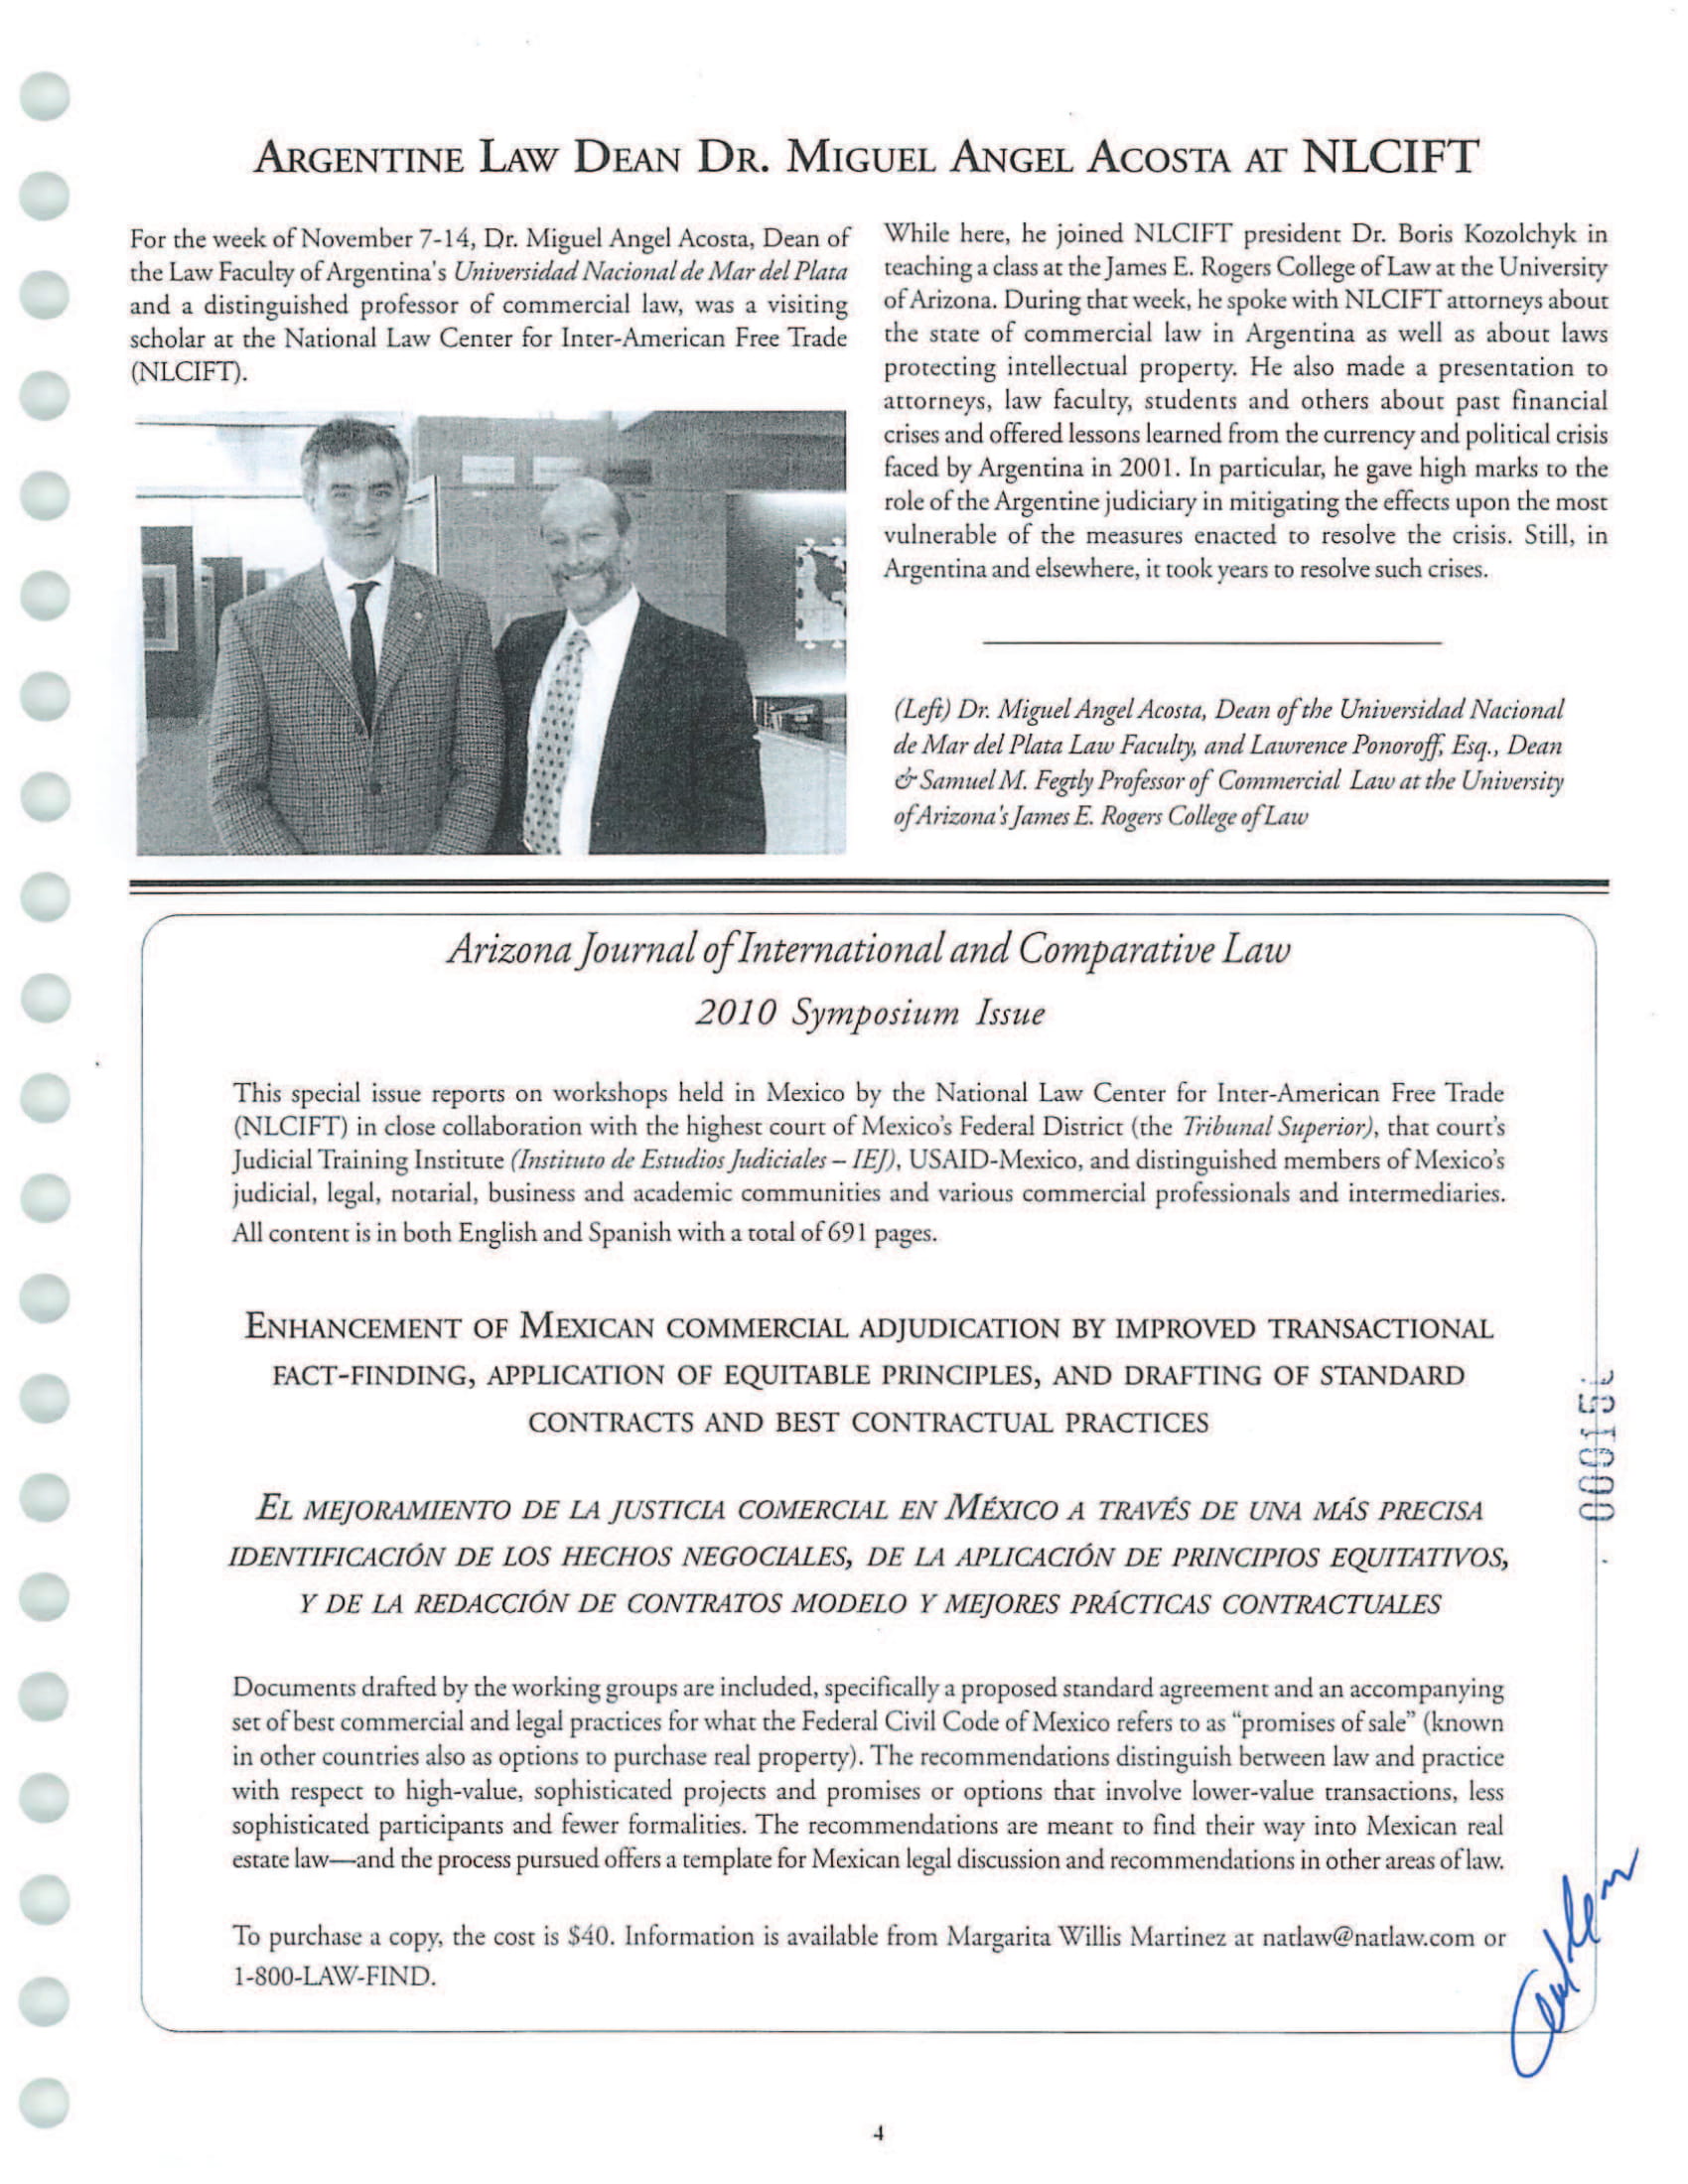 ARGENTINE LAW DEAN DR. MIGUEL ANGEL ACOSTA AT NLCIFT
For the week of November 7-14, Dr. Miguel Angel Acosta, Dean of
the Law Faculty of Argentina's Universidad Nacional de Mar del Plata
and a distinguished professor of commercial law, was a visiting
scholar at the National Law Center for Inter-American Free Trade
(NLCIFT).
While here, he joined NLCIFT president Dr. Boris Kozolchyk in
teaching a class at the James E. Rogers College of Law at the University
of Arizona. During that week, he spoke with NLCIFT attorneys about
the state of commercial law in Argentina as well as about laws
protecting intellectual property. He also made a presentation to
attorneys, law faculty, students and others about past financial
crises and offered lessons learned from the currency and political crisis
faced by Argentina in 2001. In particular, he gave high marks to the
role of the Argentine judiciary in mitigating the effects upon the most
vulnerable of the measures enacted to resolve the crisis. Still, in
Argentina and elsewhere, it took years to resolve such crises.
(Left) Dr. Miguel Angel Acosta, Dean of the Universidad Nacional
de Mar del Plata Law Faculty, and Lawrence Ponoroff, Esq., Dean
& Samuel M. Fegtly Professor of Commercial Law at the University
of Arizona's James E. Rogers College of Law
Arizona Journal of International and Comparative Law
2010 Symposium Issue
This special issue reports on workshops held in Mexico by the National Law Center for Inter-American Free Trade
(NLCIFT) in close collaboration with the highest court of Mexico's Federal District (the Tribunal Superior), that court's
Judicial Training Institute (Instituto de Estudios Judiciales – IEJ), USAID-Mexico, and distinguished members of Mexico's
judicial, legal, notarial, business and academic communities and various commercial professionals and intermediaries.
All content is in both English and Spanish with a total of 691 pages.
ENHANCEMENT OF MEXICAN COMMERCIAL ADJUDICATION BY IMPROVED TRANSACTIONAL
FACT-FINDING, APPLICATION OF EQUITABLE PRINCIPLES, AND DRAFTING OF STANDARD
CONTRACTS AND BEST CONTRACTUAL PRACTICES
EL MEJORAMIENTO DE LA JUSTICIA COMERCIAL EN MÉXICO A TRAVÉS DE UNA MÁS PRECISA
IDENTIFICACIÓN DE LOS HECHOS NEGOCIALES, DE LA APLICACIÓN DE PRINCIPIOS EQUITATIVOS,
Y DE LA REDACCIÓN DE CONTRATOS MODELO Y MEJORES PRÁCTICAS CONTRACTUALES
Documents drafted by the working groups are included, specifically a proposed standard agreement and an accompanying
set of best commercial and legal practices for what the Federal Civil Code of Mexico refers to as “promises of sale” (known
in other countries also as options to purchase real property). The recommendations distinguish between law and practice
with respect to high-value, sophisticated projects and promises or options that involve lower-value transactions, less
sophisticated participants and fewer formalities. The recommendations are meant to find their way into Mexican real
estate law—and the process pursued offers a template for Mexican legal discussion and recommendations in other areas of law.
To purchase a copy, the cost is $40. Information is available from Margarita Willis Martinez at natlaw@natlaw.com or
1-800-LAW-FIND.
4